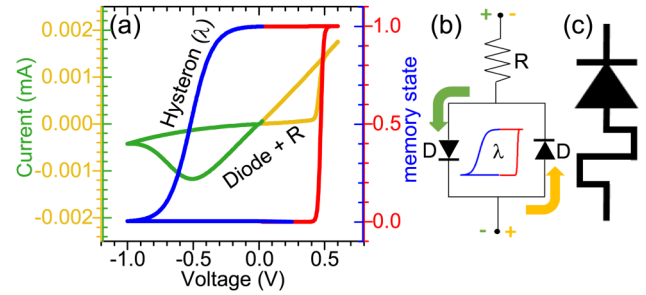 (a)
Current (mA)
0.002
0.001
0.000
-0.001
-0.002
Hysteron (λ)
Diode + R
1.0
0.5
0.0
memory state
-1.0
-0.5
0.0
0.5
Voltage (V)
(b)
+ -
R
D
λ
D
- +
(c)